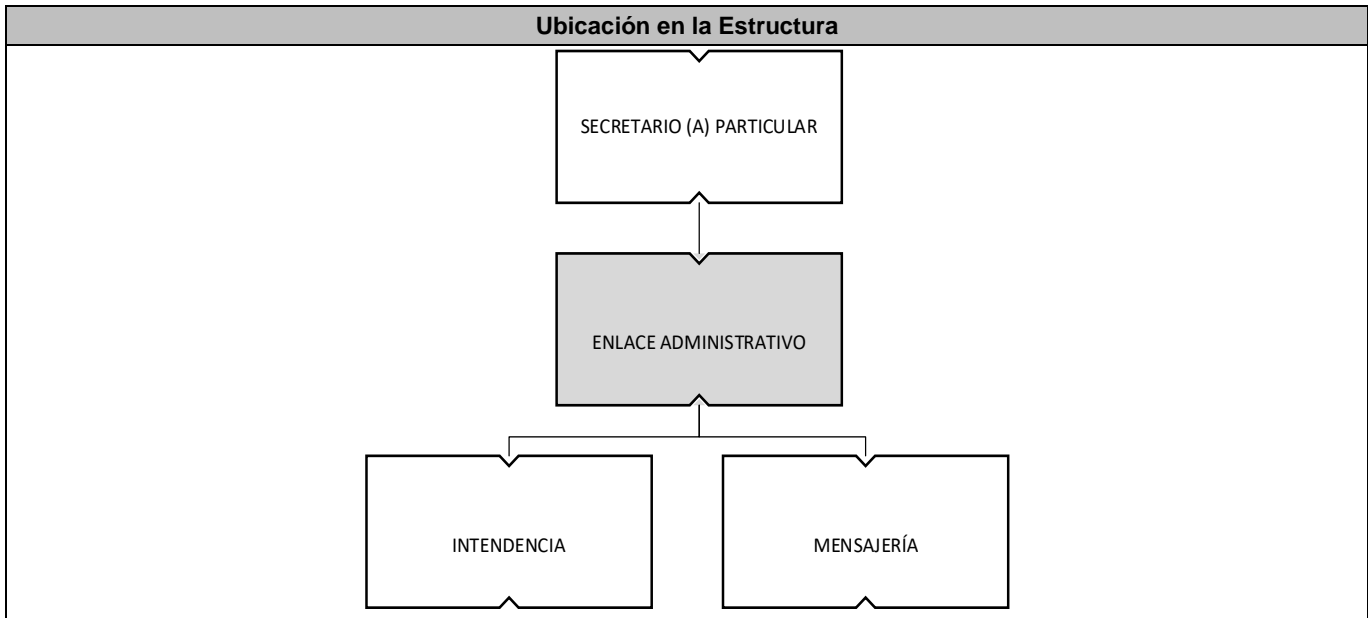 Ubicación en la Estructura
SECRETARIO (A) PARTICULAR
ENLACE ADMINISTRATIVO
INTENDENCIA
MENSAJERÍA